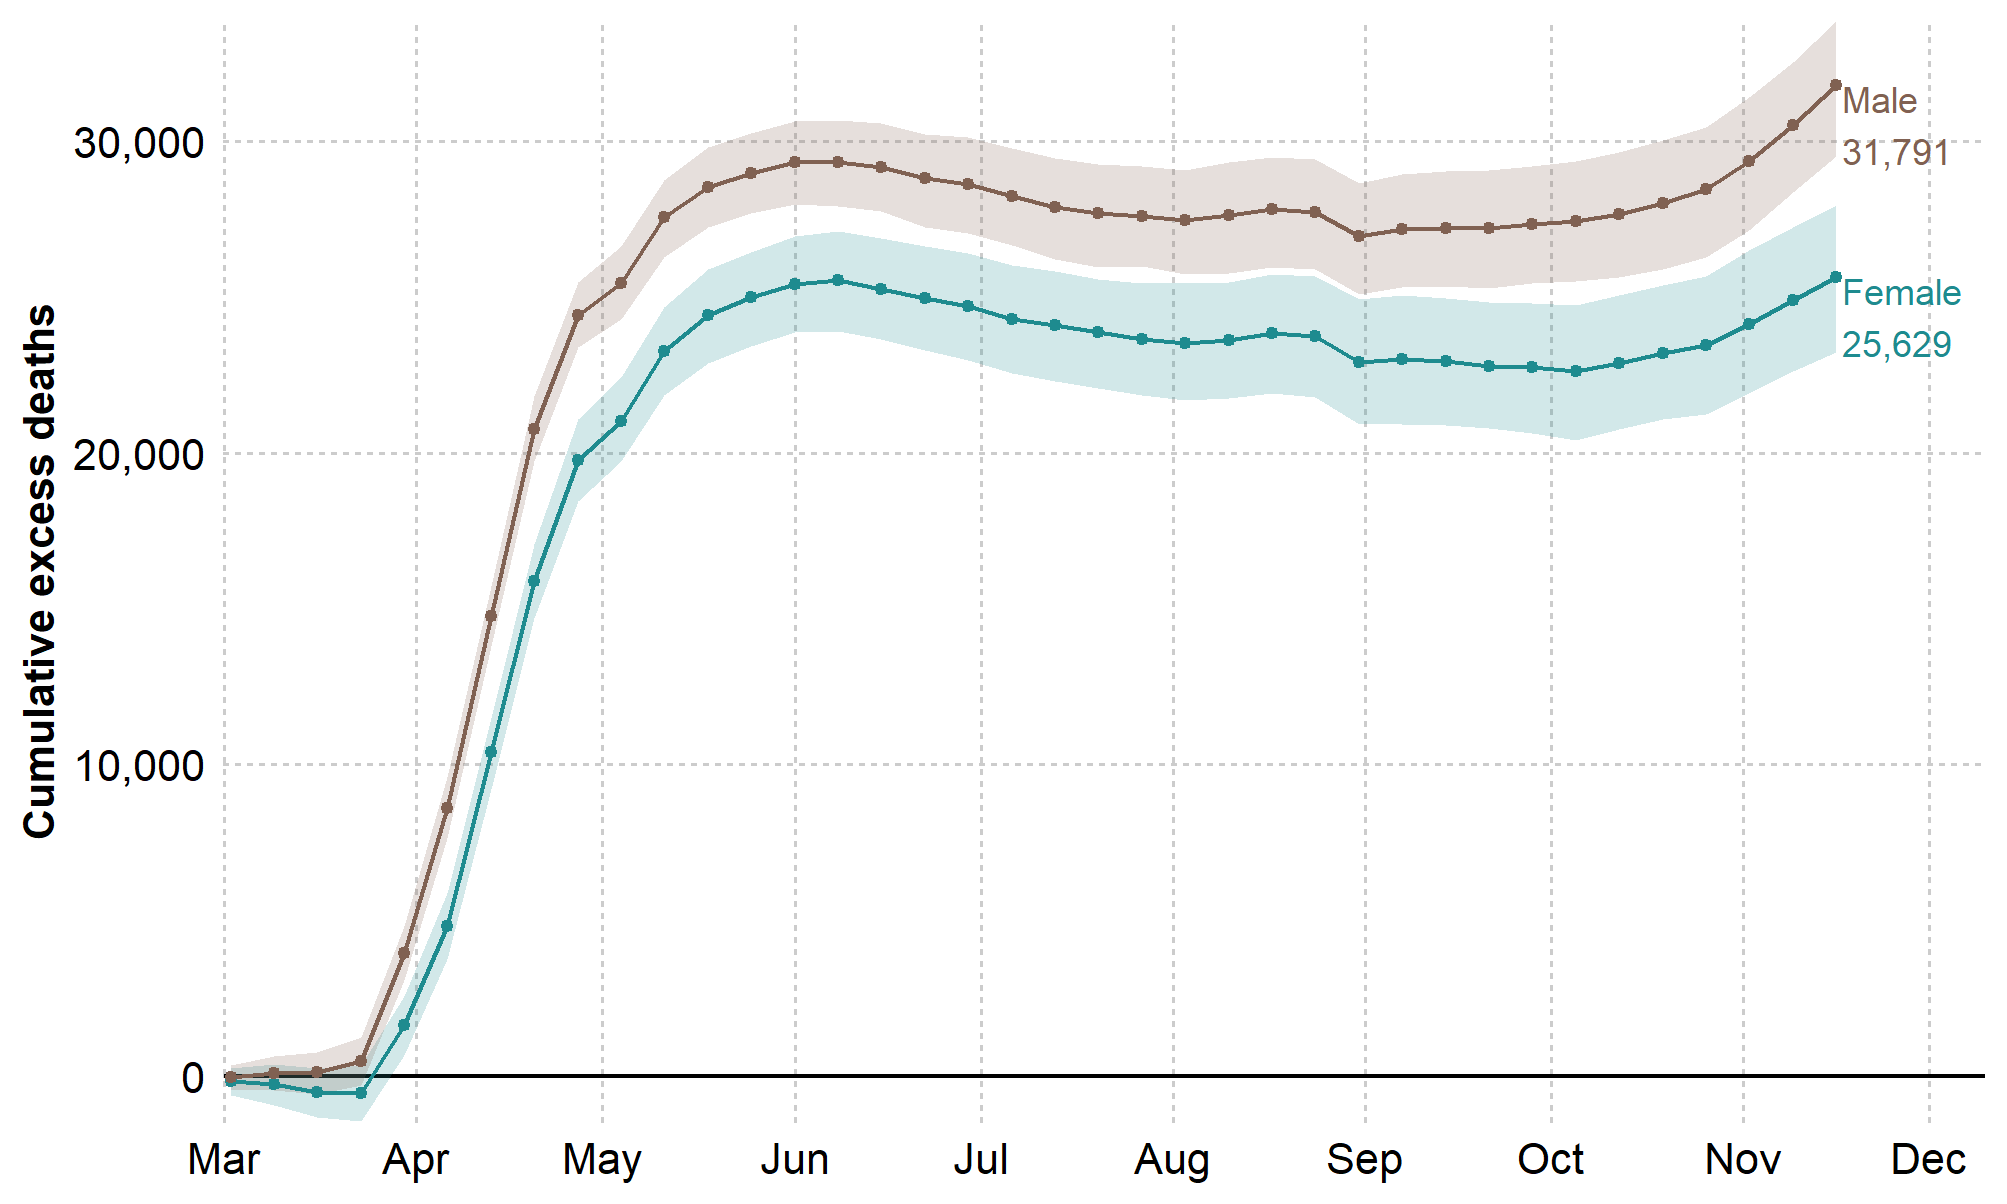 Cumulative excess deaths
30,000
20,000
10,000
0
Male
31,791
Female
25,629
Mar Apr May Jun Jul Aug Sep Oct Nov Dec